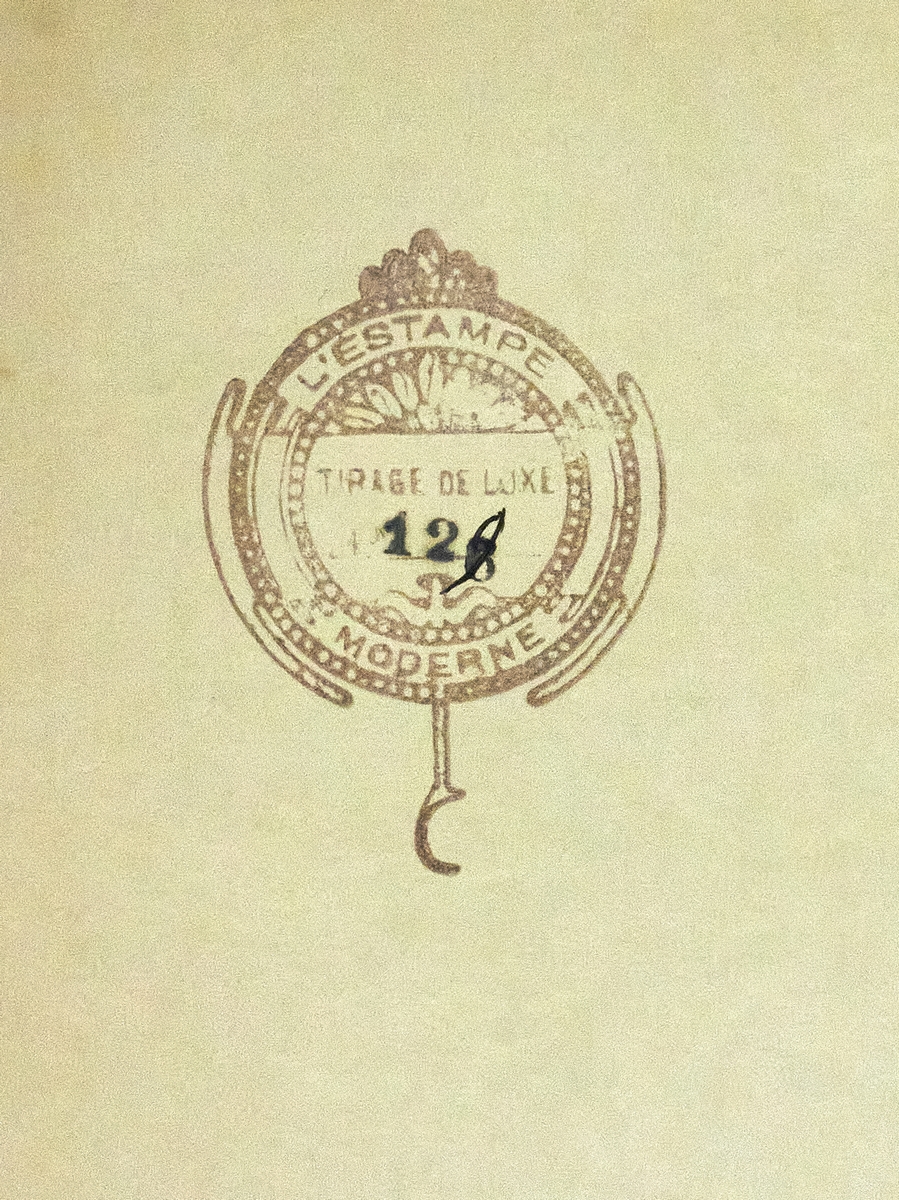 L'ESTAMPE
TIRAGE DE LUXE
12
MODERNE